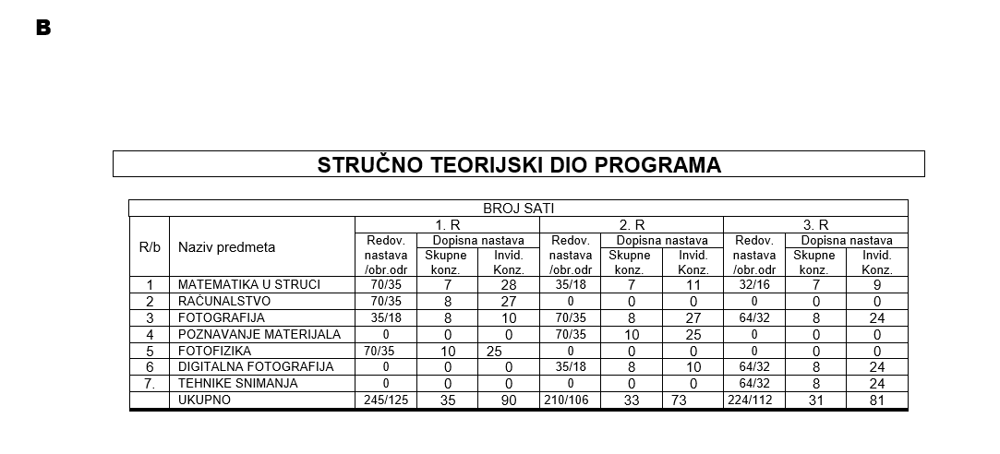 B
STRUČNO TEORIJSKI DIO PROGRAMA
BROJ SATI
R/b Naziv predmeta 1. R 2. R 3. R
Redov. nastava /obr.odr Dopisna nastava Redov. nastava /obr.odr Dopisna nastava Redov. nastava /obr.odr Dopisna nastava
Skupne konz. Invid. Konz. Skupne konz. Invid. Konz. Skupne konz. Invid. Konz.
1 MATEMATIKA U STRUCI 70/35 7 28 35/18 7 11 32/16 7 9
2 RAČUNALSTVO 70/35 8 27 0 0 0 0 0 0
3 FOTOGRAFIJA 35/18 8 10 70/35 8 27 64/32 8 24
4 POZNAVANJE MATERIJALA 0 0 0 70/35 10 25 0 0 0
5 FOTOFIZIKA 70/35 10 25 0 0 0 0 0 0
6 DIGITALNA FOTOGRAFIJA 0 0 0 35/18 8 10 64/32 8 24
7. TEHNIKE SNIMANJA 0 0 0 0 0 0 64/32 8 24
UKUPNO 245/125 35 90 210/106 33 73 224/112 31 81